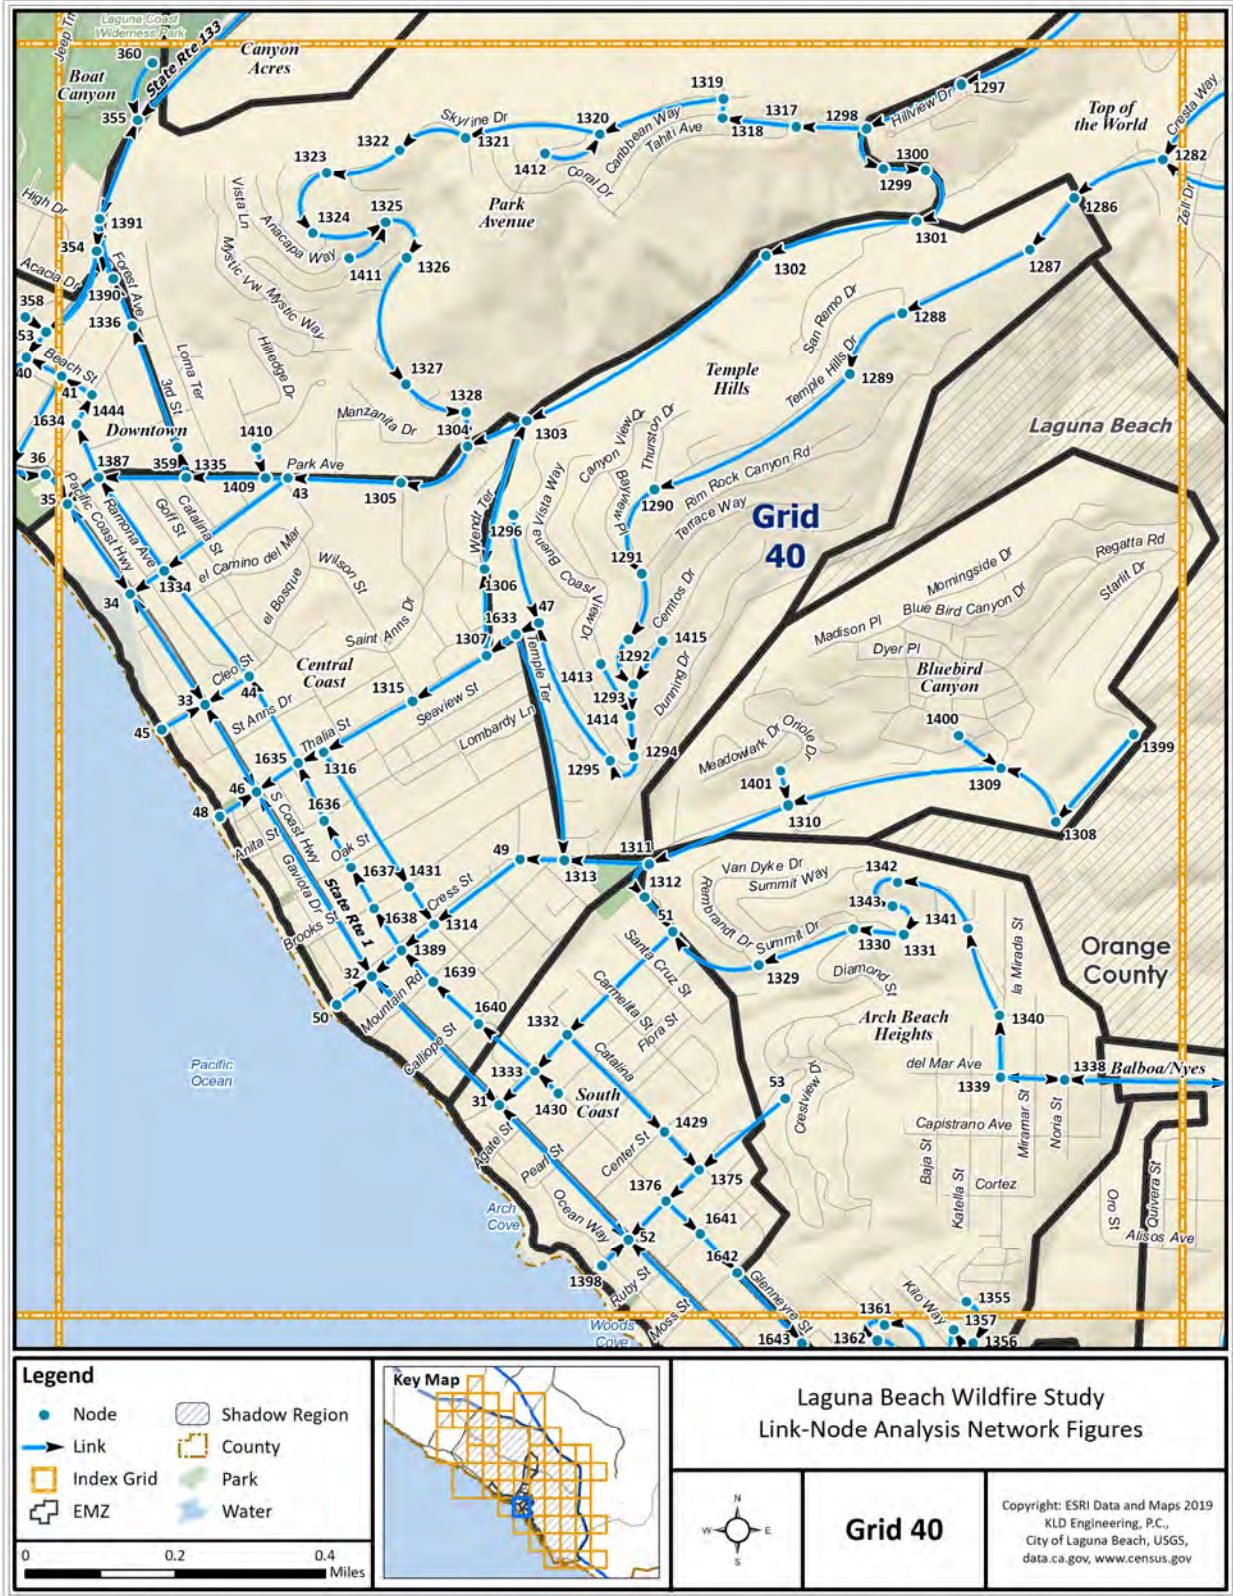 Laguna Coast
Wilderness Park
Jeep Trl
360
State Rte 133
Canyon
Acres
Boat
Canyon
355
1319
1297
Hillview Dr
Top of
the World
Cresta Way
Skyline Dr
1320
1317
1298
1318
Caribbean Way
Tahiti Ave
1322
1321
1412
Coral Dr
1323
1300
1299
1282
Zell Dr
High Dr
Vista Ln
1391
1324
1325
Anacapa Way
Park
Avenue
1286
1301
354
Forest Ave
Mystic Vw
1411
1326
1302
1287
Acacia Dr
1390
Mystic Way
358
1336
San Remo Dr
1288
53
Loma Ter
Hilledge Dr
Temple
Hills
Temple Hills Dr
1289
40
Beach St
41
1444
3rd St
1327
1634
Downtown
1410
Manzanita Dr
1328
1304
1303
Canyon View Dr
Thurston Dr
Laguna Beach
36
1387
359
1335
Park Ave
1409
43
1305
Buena Vista Way
Bayview Pl
Rim Rock Canyon Rd
1290
Terrace Way
35
Pacific Coast Hwy
Ramona Ave
Goff St
Catalina St
Wendt Ter
1296
Grid
40
el Camino del Mar
1334
34
el Bosque
Wilson St
1306
Coast View Dr
1291
Cerritos Dr
Morningside Dr
Regatta Rd
Starlit Dr
Blue Bird Canyon Dr
Madison Pl
Saint Anns Dr
1633
47
1307
Temple Ter
1415
1292
Dyer Pl
Cleo St
Central
Coast
1413
1293
Dunning Dr
Bluebird
Canyon
33
44
St Anns Dr
1315
Seaview St
1414
1400
45
Lombardy Ln
Oriole Dr
Meadowlark Dr
1399
Thalia St
1635
1316
1295
1294
1401
1309
46
S Coast Hwy
1636
1310
1308
48
Anita St
Oak St
49
1311
Gaviota Dr
1637
1431
Cress St
1313
1312
Van Dyke Dr
Summit Way
1342
State Rte 1
Rembrandt Dr
1343
Brooks St
1638
1314
51
Summit Dr
1330
1331
1341
la Mirada St
Orange
County
1389
Santa Cruz St
1329
Diamond St
32
1639
Mountain Rd
Carmelita St
50
1640
1332
Flora St
Arch Beach
Heights
1340
Calliope St
Catalina
del Mar Ave
1338
Balboa/Nyes
Pacific
Ocean
1333
1339
South
Coast
53
31
1430
Crestview Dr
Miramar St
Noria St
Agate St
1429
Capistrano Ave
Pearl St
Center St
Baja St
1375
Katella St
Cortez
Oro St
Quivera St
Ocean Way
1376
Arch
Cove
1641
52
Alisos Ave
1642
1398
Ruby St
Glenneyre St
Kilo Way
1355
Moss St
1361
1357
Woods
Cove
1643
1362
1356
Legend
Node
Link
Index Grid
EMZ
Shadow Region
County
Park
Water
0
0.2
0.4
Miles
Key Map
Laguna Beach Wildfire Study
Link-Node Analysis Network Figures
N
W
E
S
Grid 40
Copyright: ESRI Data and Maps 2019
KLD Engineering, P.C.,
City of Laguna Beach, USGS,
data.ca.gov, www.census.gov